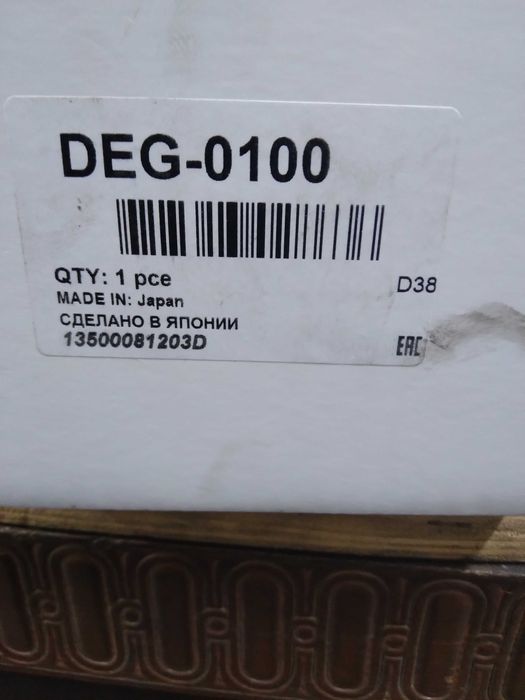 DEG-0100
QTY: 1 pce
D38
MADE IN: Japan
СДЕЛАНО В ЯПОНИИ
13500081203D
EAC